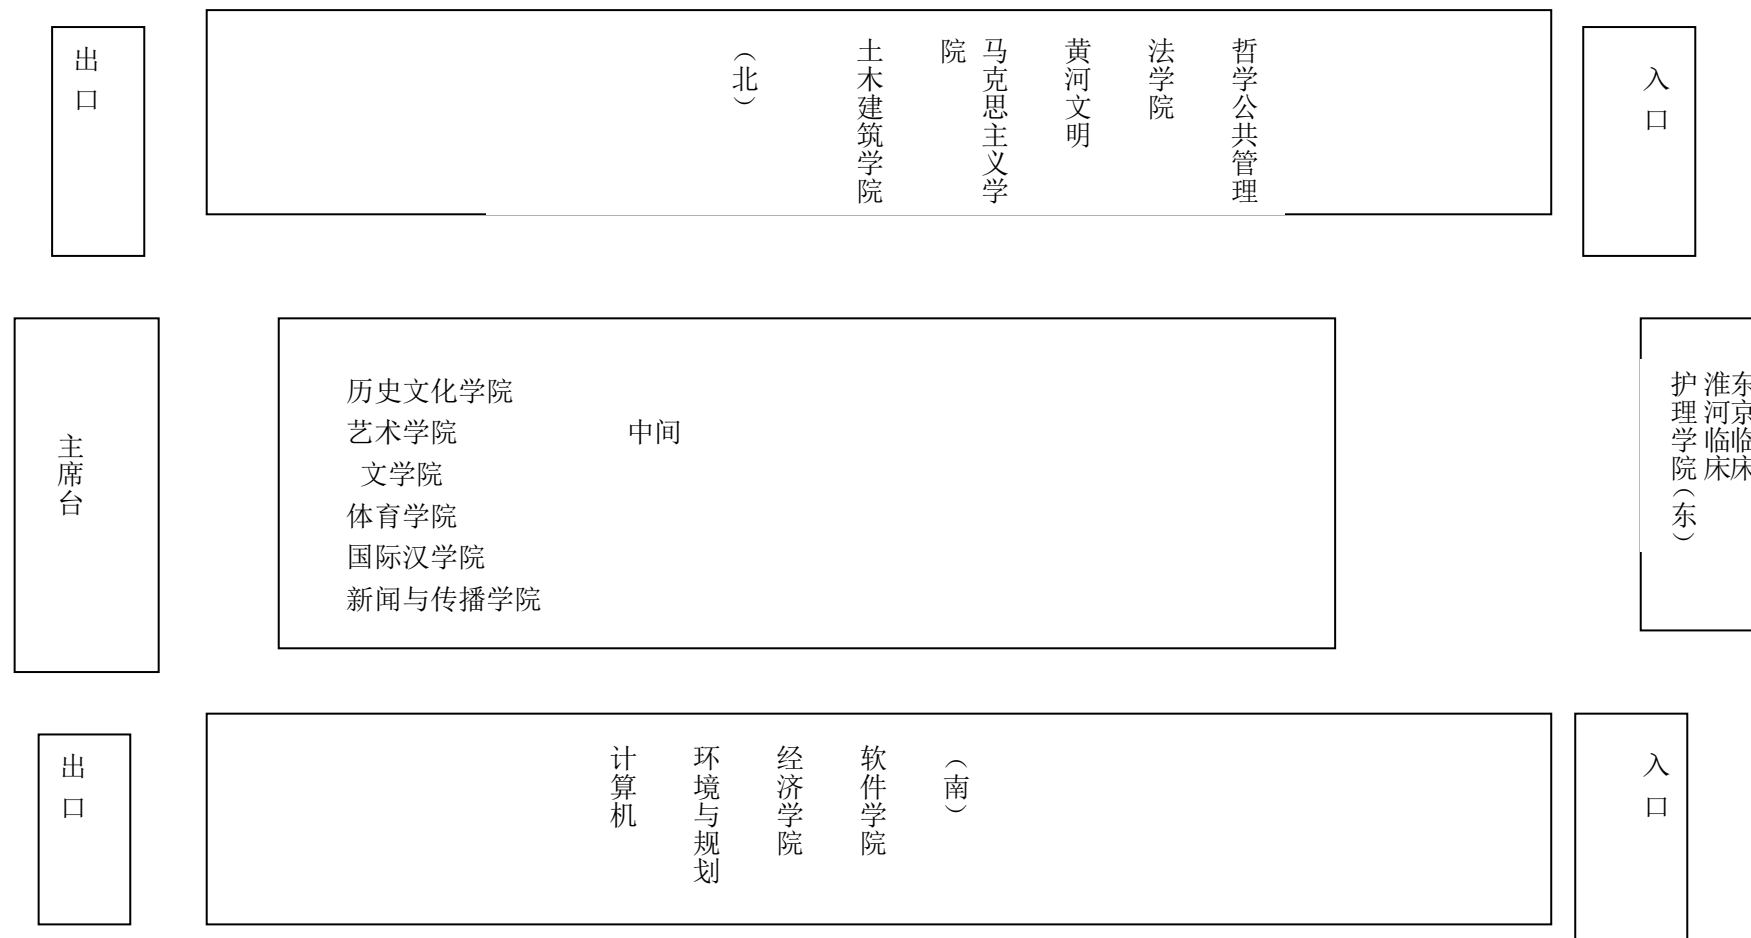 出口
（北）
土木建筑学院
马克思主义学
院
黄河文明
法学院
哲学公共管理
入口
主席台
历史文化学院
艺术学院 中间
文学院
体育学院
国际汉学院
新闻与传播学院
东京临床
淮河临床
护理学院（东）
出口
计算机
环境与规划
经济学院
软件学院
（南）
入口